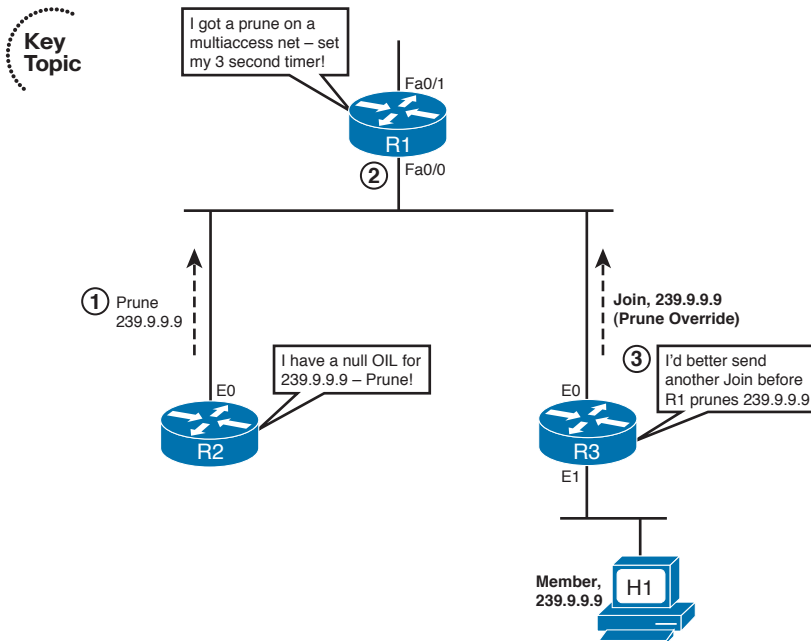 Key
Topic
I got a prune on a
multiaccess net – set
my 3 second timer!
Fa0/1
R1
2
Fa0/0
1
Prune
239.9.9.9
Join, 239.9.9.9
(Prune Override)
I have a null OIL for
239.9.9.9 – Prune!
3
I'd better send
another Join before
R1 prunes 239.9.9.9
E0
R2
E0
R3
E1
Member,
239.9.9.9
H1